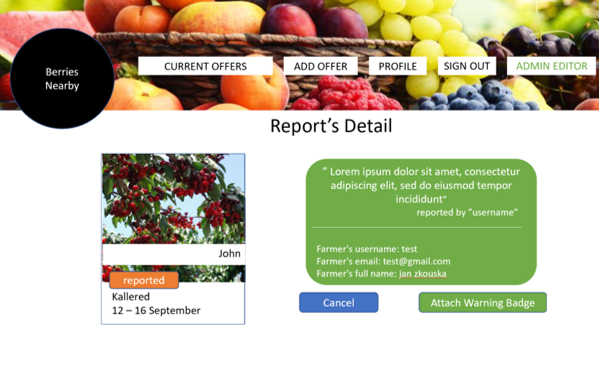 Berries
Nearby
CURRENT OFFERS
ADD OFFER
PROFILE
SIGN OUT
ADMIN EDITOR
Report's Detail
John
reported
Kallered
12 – 16 September
" Lorem ipsum dolor sit amet, consectetur
adipiscing elit, sed do eiusmod tempor
incididunt"
reported by "username"
Farmer's username: test
Farmer's email: test@gmail.com
Farmer's full name: jan zkouska
Cancel
Attach Warning Badge